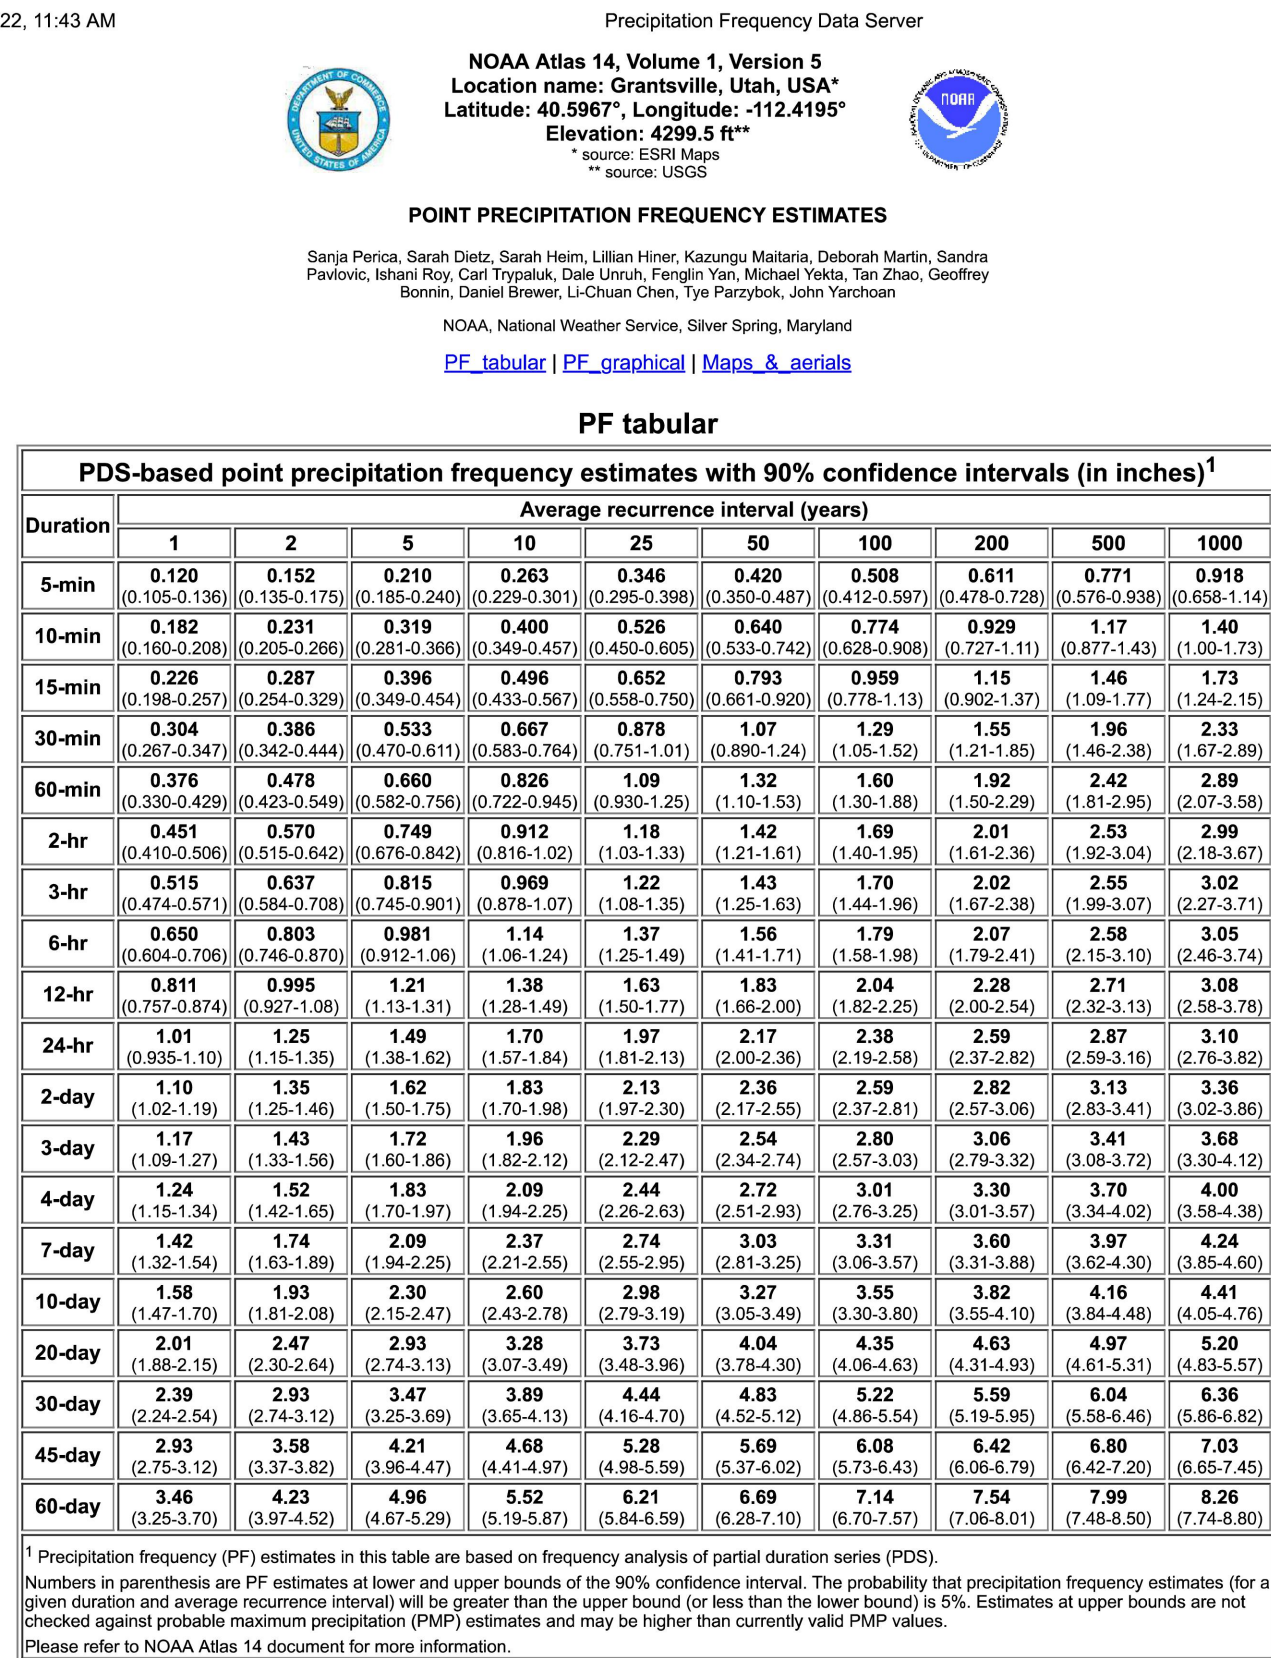 22, 11:43 AM Precipitation Frequency Data Server
NOAA Atlas 14, Volume 1, Version 5
Location name: Grantsville, Utah, USA*
Latitude: 40.5967°, Longitude: -112.4195°
Elevation: 4299.5 ft**
* source: ESRI Maps
** source: USGS
DEPARTMENT OF COMMERCE
UNITED STATES OF AMERICA
NOAA
POINT PRECIPITATION FREQUENCY ESTIMATES
Sanja Perica, Sarah Dietz, Sarah Heim, Lillian Hiner, Kazungu Maitaria, Deborah Martin, Sandra
Pavlovic, Ishani Roy, Carl Trypaluk, Dale Unruh, Fenglin Yan, Michael Yekta, Tan Zhao, Geoffrey
Bonnin, Daniel Brewer, Li-Chuan Chen, Tye Parzybok, John Yarchoan
NOAA, National Weather Service, Silver Spring, Maryland
PF_tabular | PF_graphical | Maps_&_aerials
PF tabular
PDS-based point precipitation frequency estimates with 90% confidence intervals (in inches)1
Duration Average recurrence interval (years)
1 2 5 10 25 50 100 200 500 1000
5-min 0.120 0.152 0.210 0.263 0.346 0.420 0.508 0.611 0.771 0.918
(0.105-0.136) (0.135-0.175) (0.185-0.240) (0.229-0.301) (0.295-0.398) (0.350-0.487) (0.412-0.597) (0.478-0.728) (0.576-0.938) (0.658-1.14)
10-min 0.182 0.231 0.319 0.400 0.526 0.640 0.774 0.929 1.17 1.40
(0.160-0.208) (0.205-0.266) (0.281-0.366) (0.349-0.457) (0.450-0.605) (0.533-0.742) (0.628-0.908) (0.727-1.11) (0.877-1.43) (1.00-1.73)
15-min 0.226 0.287 0.396 0.496 0.652 0.793 0.959 1.15 1.46 1.73
(0.198-0.257) (0.254-0.329) (0.349-0.454) (0.433-0.567) (0.558-0.750) (0.661-0.920) (0.778-1.13) (0.902-1.37) (1.09-1.77) (1.24-2.15)
30-min 0.304 0.386 0.533 0.667 0.878 1.07 1.29 1.55 1.96 2.33
(0.267-0.347) (0.342-0.444) (0.470-0.611) (0.583-0.764) (0.751-1.01) (0.890-1.24) (1.05-1.52) (1.21-1.85) (1.46-2.38) (1.67-2.89)
60-min 0.376 0.478 0.660 0.826 1.09 1.32 1.60 1.92 2.42 2.89
(0.330-0.429) (0.423-0.549) (0.582-0.756) (0.722-0.945) (0.930-1.25) (1.10-1.53) (1.30-1.88) (1.50-2.29) (1.81-2.95) (2.07-3.58)
2-hr 0.451 0.570 0.749 0.912 1.18 1.42 1.69 2.01 2.53 2.99
(0.410-0.506) (0.515-0.642) (0.676-0.842) (0.816-1.02) (1.03-1.33) (1.21-1.61) (1.40-1.95) (1.61-2.36) (1.92-3.04) (2.18-3.67)
3-hr 0.515 0.637 0.815 0.969 1.22 1.43 1.70 2.02 2.55 3.02
(0.474-0.571) (0.584-0.708) (0.745-0.901) (0.878-1.07) (1.08-1.35) (1.25-1.63) (1.44-1.96) (1.67-2.38) (1.99-3.07) (2.27-3.71)
6-hr 0.650 0.803 0.981 1.14 1.37 1.56 1.79 2.07 2.58 3.05
(0.604-0.706) (0.746-0.870) (0.912-1.06) (1.06-1.24) (1.25-1.49) (1.41-1.71) (1.58-1.98) (1.79-2.41) (2.15-3.10) (2.46-3.74)
12-hr 0.811 0.995 1.21 1.38 1.63 1.83 2.04 2.28 2.71 3.08
(0.757-0.874) (0.927-1.08) (1.13-1.31) (1.28-1.49) (1.50-1.77) (1.66-2.00) (1.82-2.25) (2.00-2.54) (2.32-3.13) (2.58-3.78)
24-hr 1.01 1.25 1.49 1.70 1.97 2.17 2.38 2.59 2.87 3.10
(0.935-1.10) (1.15-1.35) (1.38-1.62) (1.57-1.84) (1.81-2.13) (2.00-2.36) (2.19-2.58) (2.37-2.82) (2.59-3.16) (2.76-3.82)
2-day 1.10 1.35 1.62 1.83 2.13 2.36 2.59 2.82 3.13 3.36
(1.02-1.19) (1.25-1.46) (1.50-1.75) (1.70-1.98) (1.97-2.30) (2.17-2.55) (2.37-2.81) (2.57-3.06) (2.83-3.41) (3.02-3.86)
3-day 1.17 1.43 1.72 1.96 2.29 2.54 2.80 3.06 3.41 3.68
(1.09-1.27) (1.33-1.56) (1.60-1.86) (1.82-2.12) (2.12-2.47) (2.34-2.74) (2.57-3.03) (2.79-3.32) (3.08-3.72) (3.30-4.12)
4-day 1.24 1.52 1.83 2.09 2.44 2.72 3.01 3.30 3.70 4.00
(1.15-1.34) (1.42-1.65) (1.70-1.97) (1.94-2.25) (2.26-2.63) (2.51-2.93) (2.76-3.25) (3.01-3.57) (3.34-4.02) (3.58-4.38)
7-day 1.42 1.74 2.09 2.37 2.74 3.03 3.31 3.60 3.97 4.24
(1.32-1.54) (1.63-1.89) (1.94-2.25) (2.21-2.55) (2.55-2.95) (2.81-3.25) (3.06-3.57) (3.31-3.88) (3.62-4.30) (3.85-4.60)
10-day 1.58 1.93 2.30 2.60 2.98 3.27 3.55 3.82 4.16 4.41
(1.47-1.70) (1.81-2.08) (2.15-2.47) (2.43-2.78) (2.79-3.19) (3.05-3.49) (3.30-3.80) (3.55-4.10) (3.84-4.48) (4.05-4.76)
20-day 2.01 2.47 2.93 3.28 3.73 4.04 4.35 4.63 4.97 5.20
(1.88-2.15) (2.30-2.64) (2.74-3.13) (3.07-3.49) (3.48-3.96) (3.78-4.30) (4.06-4.63) (4.31-4.93) (4.61-5.31) (4.83-5.57)
30-day 2.39 2.93 3.47 3.89 4.44 4.83 5.22 5.59 6.04 6.36
(2.24-2.54) (2.74-3.12) (3.25-3.69) (3.65-4.13) (4.16-4.70) (4.52-5.12) (4.86-5.54) (5.19-5.95) (5.58-6.46) (5.86-6.82)
45-day 2.93 3.58 4.21 4.68 5.28 5.69 6.08 6.42 6.80 7.03
(2.75-3.12) (3.37-3.82) (3.96-4.47) (4.41-4.97) (4.98-5.59) (5.37-6.02) (5.73-6.43) (6.06-6.79) (6.42-7.20) (6.65-7.45)
60-day 3.46 4.23 4.96 5.52 6.21 6.69 7.14 7.54 7.99 8.26
(3.25-3.70) (3.97-4.52) (4.67-5.29) (5.19-5.87) (5.84-6.59) (6.28-7.10) (6.70-7.57) (7.06-8.01) (7.48-8.50) (7.74-8.80)
1 Precipitation frequency (PF) estimates in this table are based on frequency analysis of partial duration series (PDS).
Numbers in parenthesis are PF estimates at lower and upper bounds of the 90% confidence interval. The probability that precipitation frequency estimates (for a
given duration and average recurrence interval) will be greater than the upper bound (or less than the lower bound) is 5%. Estimates at upper bounds are not
checked against probable maximum precipitation (PMP) estimates and may be higher than currently valid PMP values.
Please refer to NOAA Atlas 14 document for more information.